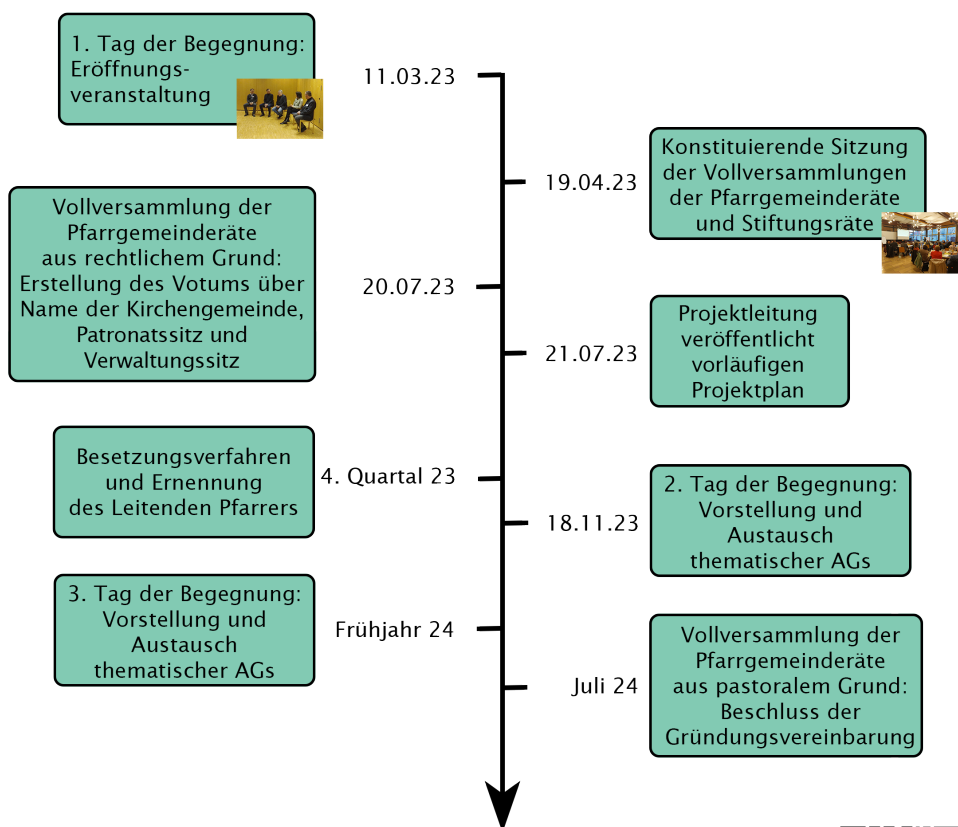 1. Tag der Begegnung:
Eröffnungs-
veranstaltung
11.03.23
19.04.23
Konstituierende Sitzung
der Vollversammlungen
der Pfarrgemeinderäte
und Stiftungsräte
Vollversammlung der
Pfarrgemeinderäte
aus rechtlichem Grund:
Erstellung des Votums über
Name der Kirchengemeinde,
Patronatssitz und
Verwaltungssitz
20.07.23
21.07.23
Projektleitung
veröffentlicht
vorläufigen
Projektplan
Besetzungsverfahren
und Ernennung
des Leitenden Pfarrers
4. Quartal 23
18.11.23
2. Tag der Begegnung:
Vorstellung und
Austausch
thematischer AGs
3. Tag der Begegnung:
Vorstellung und
Austausch
thematischer AGs
Frühjahr 24
Juli 24
Vollversammlung der
Pfarrgemeinderäte
aus pastoralem Grund:
Beschluss der
Gründungsvereinbarung